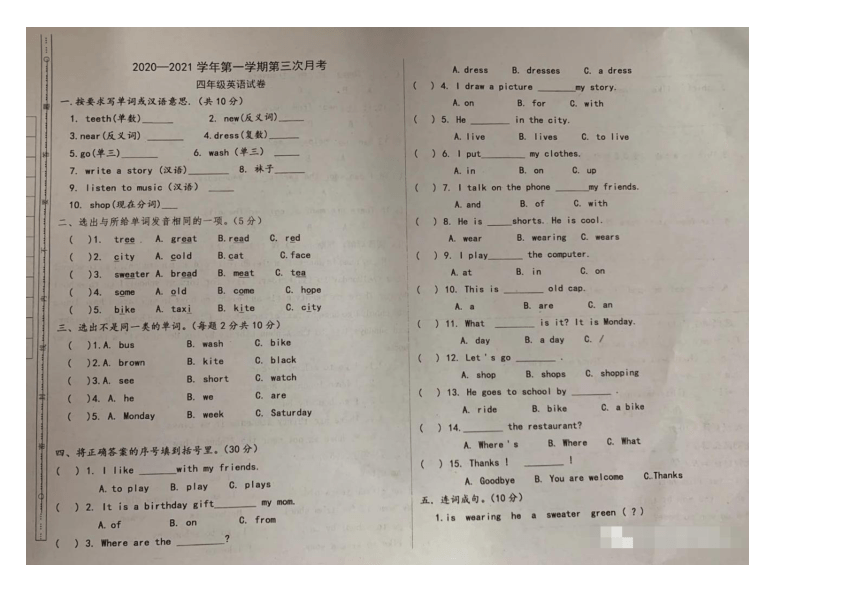 2020—2021 学年第一学期第三次月考
四年级英语试卷
一.按要求写单词或汉语意思.（共10分）
1. teeth(单数)______ 2. new(反义词)______
3.near(反义词) ______ 4.dress(复数)______
5.go(单三)______ 6. wash（单三） ______
7. write a story (汉语)______ 8. 袜子______
9. listen to music（汉语） ______
10. shop(现在分词)___
二、选出与所给单词发音相同的一项。(5分）
( )1. tree A. great B.read C. red
( )2. city A. cold B.cat C.face
( )3. sweater A. bread B. meat C. tea
( )4. some A. old B. come C. hope
( )5. bike A. taxi B. kite C. city
三、选出不是同一类的单词。(每题2分共10分）
( )1.A. bus B. wash C. bike
( )2.A. brown B. kite C. black
( )3.A. see B. short C. watch
( )4. A. he B. we C. are
( )5. A. Monday B. week C. Saturday
四、将正确答案的序号填到括号里。(30分）
( ) 1. I like ______with my friends.
A. to play B. play C. plays
( ) 2. It is a birthday gift______ my mom.
A. of B. on C. from
( ) 3. Where are the ______?
A. dress B. dresses C. a dress
( ) 4. I draw a picture ______my story.
A. on B. for C. with
( ) 5. He ______ in the city.
A. live B. lives C. to live
( ) 6. I put______ my clothes.
A. in B. on C. up
( ) 7. I talk on the phone ______my friends.
A. and B. of C. with
( ) 8. He is ____shorts. He is cool.
A. wear B. wearing C. wears
( ) 9. I play______ the computer.
A. at B. in C. on
( ) 10. This is ______ old cap.
A. a B. are C. an
( ) 11. What ______ is it? It is Monday.
A. day B. a day C. /
( ) 12. Let's go ______ .
A. shop B. shops C. shopping
( ) 13. He goes to school by ______ .
A. ride B. bike C. a bike
( ) 14.______ the restaurant?
A. Where's B. Where C. What
( ) 15. Thanks！ ______ !
A. Goodbye B. You are welcome C.Thanks
五、连词成句。(10分）
1.is wearing he a sweater green (？)